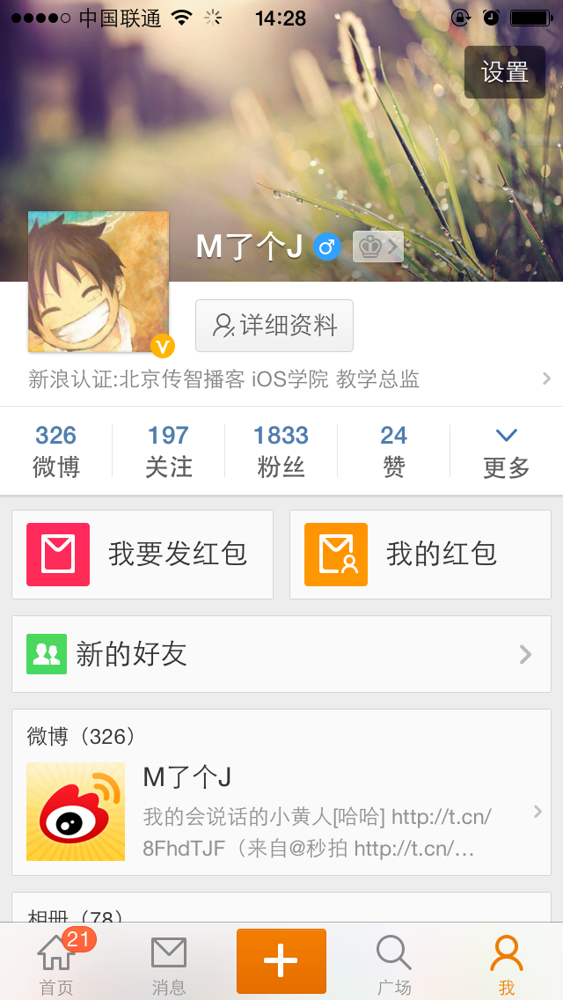 中国联通 14:28
设置
M了个J
详细资料
新浪认证:北京传智播客 iOS学院 教学总监
326 197 1833 24
微博 关注 粉丝 赞 更多
我要发红包 我的红包
新的好友
微博（326）
M了个J
我的会说话的小黄人[哈哈] http://t.cn/
8FhdTJF（来自@秒拍 http://t.cn/…
相册（78）
21
首页 消息 广场 我